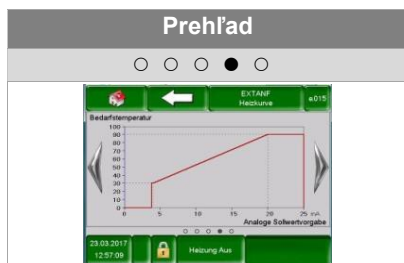 Prehľad
EXTANF
Heizkurve
a015
Bedarfstemperatur
100
90
80
70
60
50
40
30
20
10
0
0 5 10 15 20 25 mA
Analoge Sollwertvorgabe
23.03.2017
12:57:09
Heizung Aus